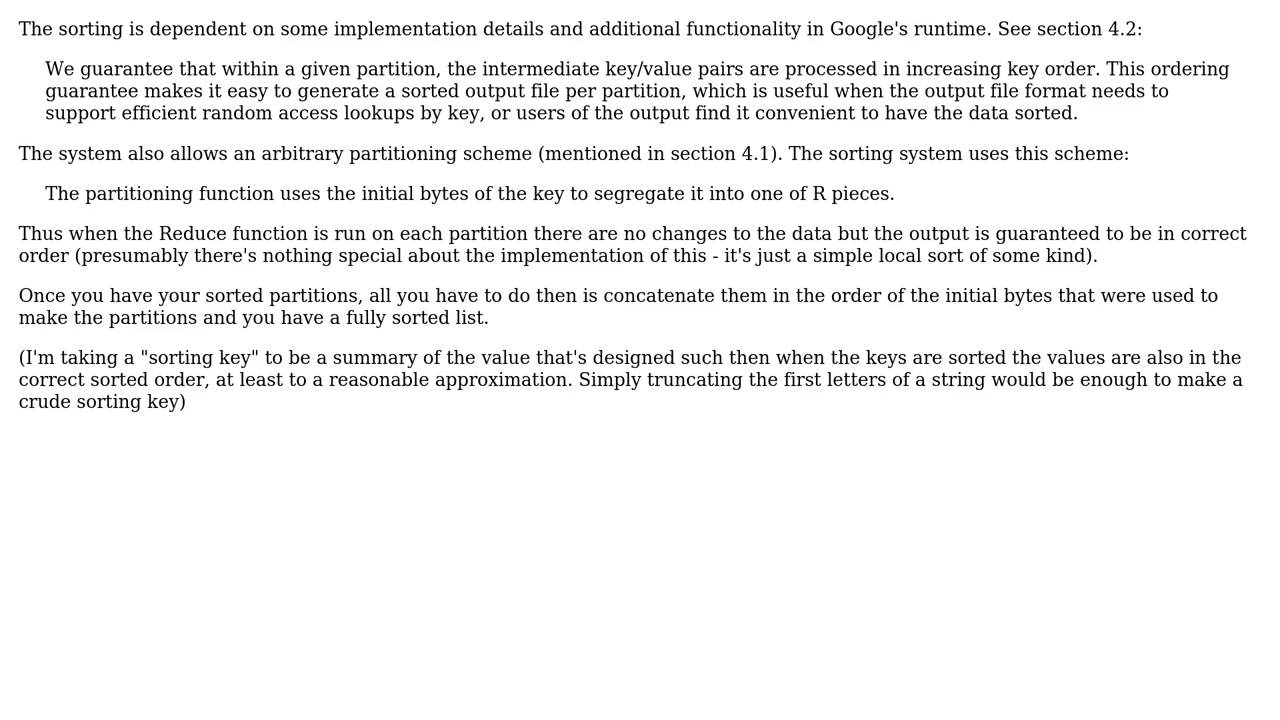 The sorting is dependent on some implementation details and additional functionality in Google's runtime. See section 4.2:
We guarantee that within a given partition, the intermediate key/value pairs are processed in increasing key order. This ordering
guarantee makes it easy to generate a sorted output file per partition, which is useful when the output file format needs to
support efficient random access lookups by key, or users of the output find it convenient to have the data sorted.
The system also allows an arbitrary partitioning scheme (mentioned in section 4.1). The sorting system uses this scheme:
The partitioning function uses the initial bytes of the key to segregate it into one of R pieces.
Thus when the Reduce function is run on each partition there are no changes to the data but the output is guaranteed to be in correct
order (presumably there's nothing special about the implementation of this - it's just a simple local sort of some kind).
Once you have your sorted partitions, all you have to do then is concatenate them in the order of the initial bytes that were used to
make the partitions and you have a fully sorted list.
(I'm taking a "sorting key" to be a summary of the value that's designed such then when the keys are sorted the values are also in the
correct sorted order, at least to a reasonable approximation. Simply truncating the first letters of a string would be enough to make a
crude sorting key)